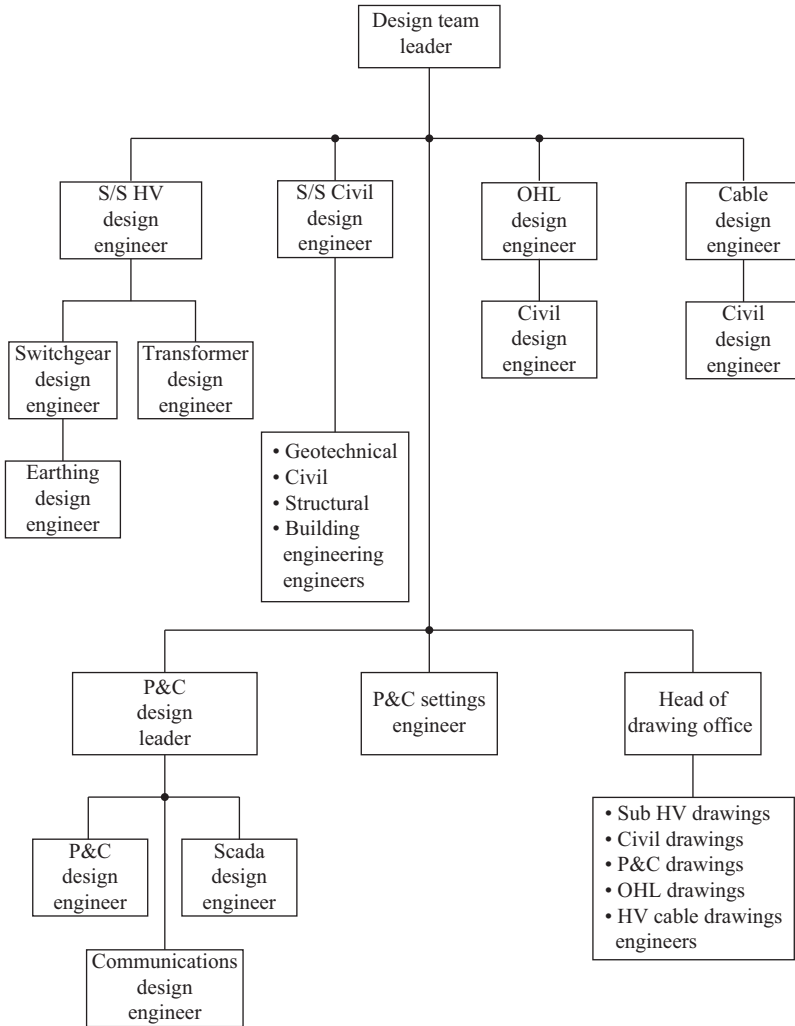 Design team
leader
S/S HV
design
engineer
S/S Civil
design
engineer
OHL
design
engineer
Cable
design
engineer
Switchgear
design
engineer
Transformer
design
engineer
Civil
design
engineer
Civil
design
engineer
Earthing
design
engineer
• Geotechnical
• Civil
• Structural
• Building
engineering
engineers
P&C
design
leader
P&C settings
engineer
Head of
drawing office
P&C
design
engineer
Scada
design
engineer
Communications
design
engineer
• Sub HV drawings
• Civil drawings
• P&C drawings
• OHL drawings
• HV cable drawings
engineers